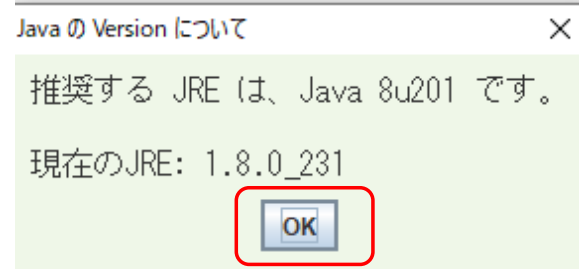 Java の Version について
推奨する JRE は、Java 8u201 です。
現在のJRE: 1.8.0_231
OK